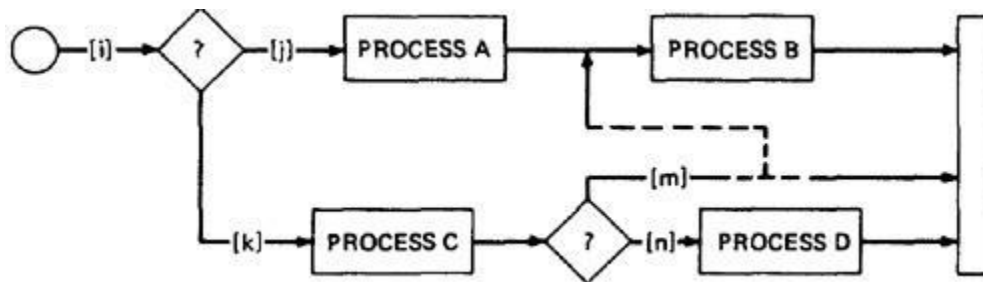 [i]
?
[j]
PROCESS A
PROCESS B
[m]
[k]
PROCESS C
?
[n]
PROCESS D